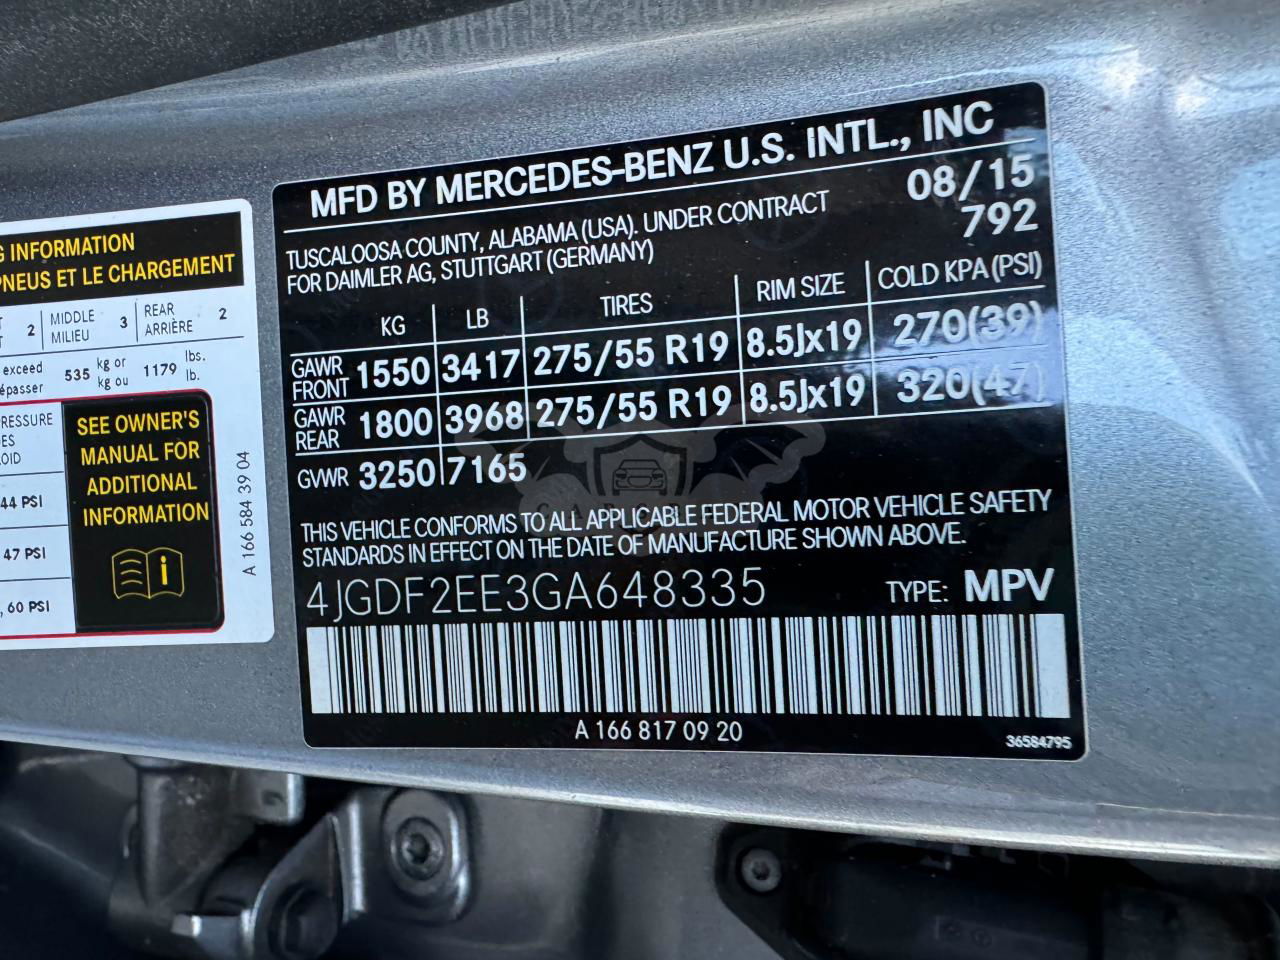 G INFORMATION
PNEUS ET LE CHARGEMENT
2
MIDDLE
MILIEU
3
REAR
ARRIÈRE
2
exceed
535
kg or
kg ou
1179
lbs.
lb.
44 PSI
47 PSI
, 60 PSI
SEE OWNER'S
MANUAL FOR
ADDITIONAL
INFORMATION
A 166 584 39 04
MFD BY MERCEDES-BENZ U.S. INTL., INC
TUSCALOOSA COUNTY, ALABAMA (USA). UNDER CONTRACT
FOR DAIMLER AG, STUTTGART (GERMANY)
08/15
792
KG LB TIRES RIM SIZE COLD KPA (PSI)
GAWR FRONT 1550 3417 275/55 R19 8.5Jx19 270(39)
GAWR REAR 1800 3968 275/55 R19 8.5Jx19 320(47)
GVWR 3250 7165
THIS VEHICLE CONFORMS TO ALL APPLICABLE FEDERAL MOTOR VEHICLE SAFETY
STANDARDS IN EFFECT ON THE DATE OF MANUFACTURE SHOWN ABOVE.
4JGDF2EE3GA648335 TYPE: MPV
A 166 817 09 20
36584795